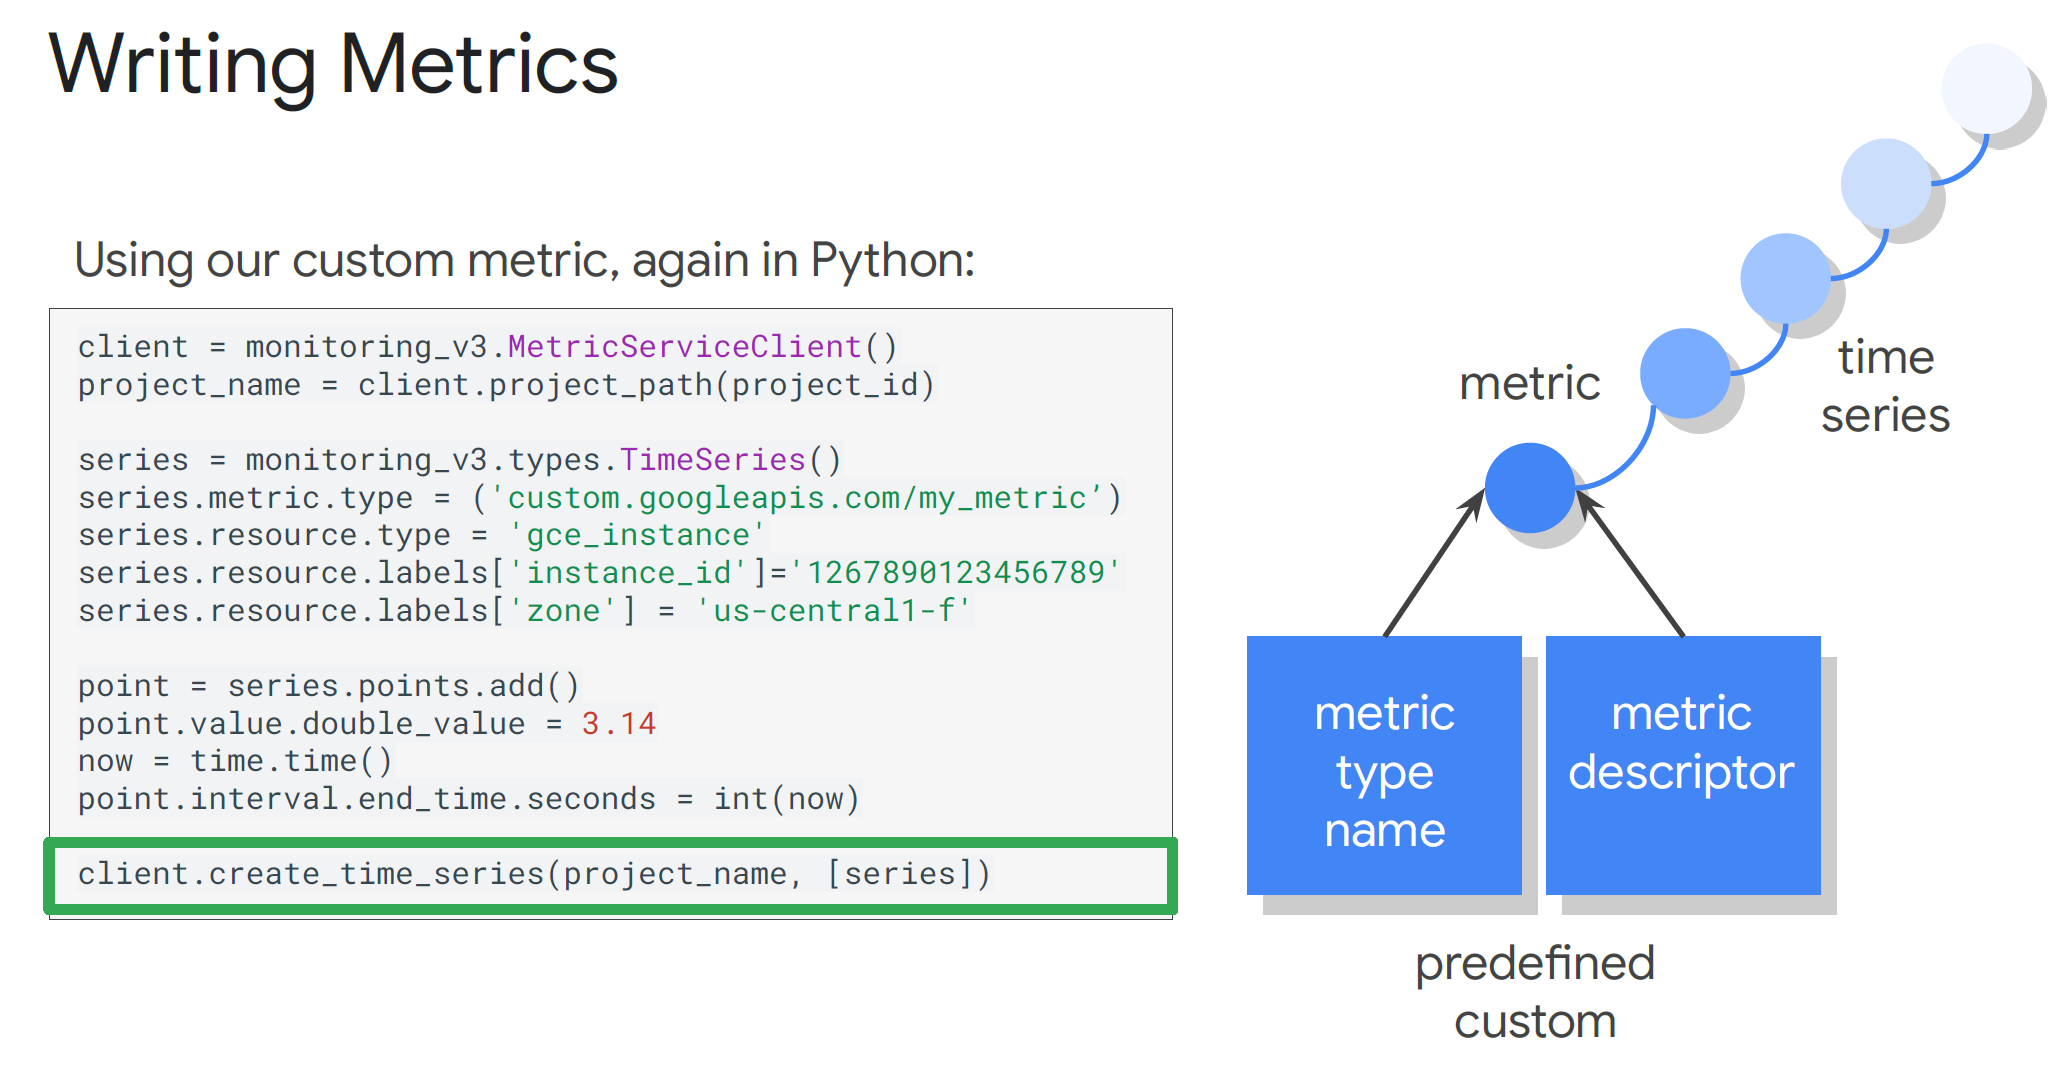 Writing Metrics
Using our custom metric, again in Python:
client = monitoring_v3.MetricServiceClient()
project_name = client.project_path(project_id)
series = monitoring_v3.types.TimeSeries()
series.metric.type = ('custom.googleapis.com/my_metric’)
series.resource.type = 'gce_instance'
series.resource.labels['instance_id']='1267890123456789'
series.resource.labels['zone'] = 'us-central1-f'
point = series.points.add()
point.value.double_value = 3.14
now = time.time()
point.interval.end_time.seconds = int(now)
client.create_time_series(project_name, [series])
metric
time
series
metric
type
name
metric
descriptor
predefined
custom